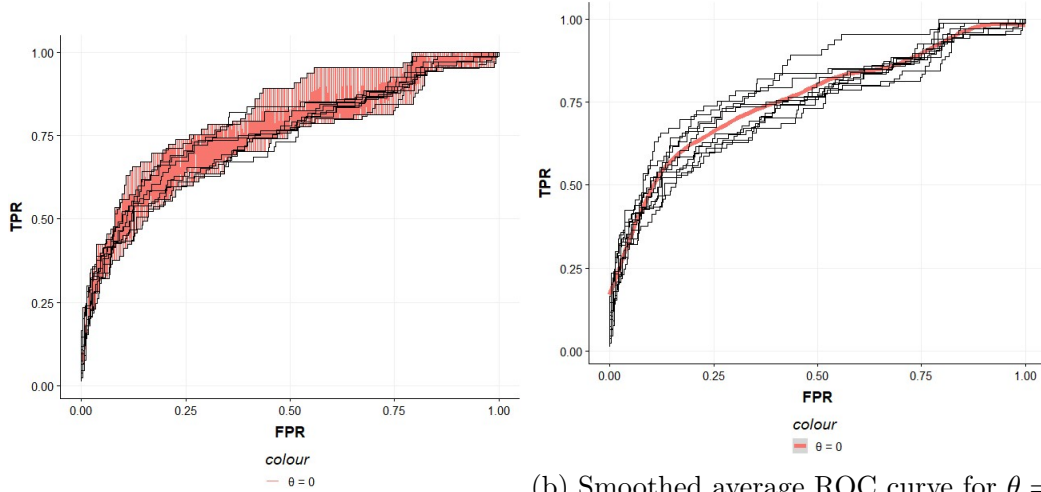 1.00
0.75
0.50
0.25
0.00
TPR
0.00 0.25 0.50 0.75 1.00
FPR
colour
θ = 0
1.00
0.75
0.50
0.25
0.00
TPR
0.00 0.25 0.50 0.75 1.00
FPR
colour
θ = 0
(b) Smoothed average ROC curve for θ =